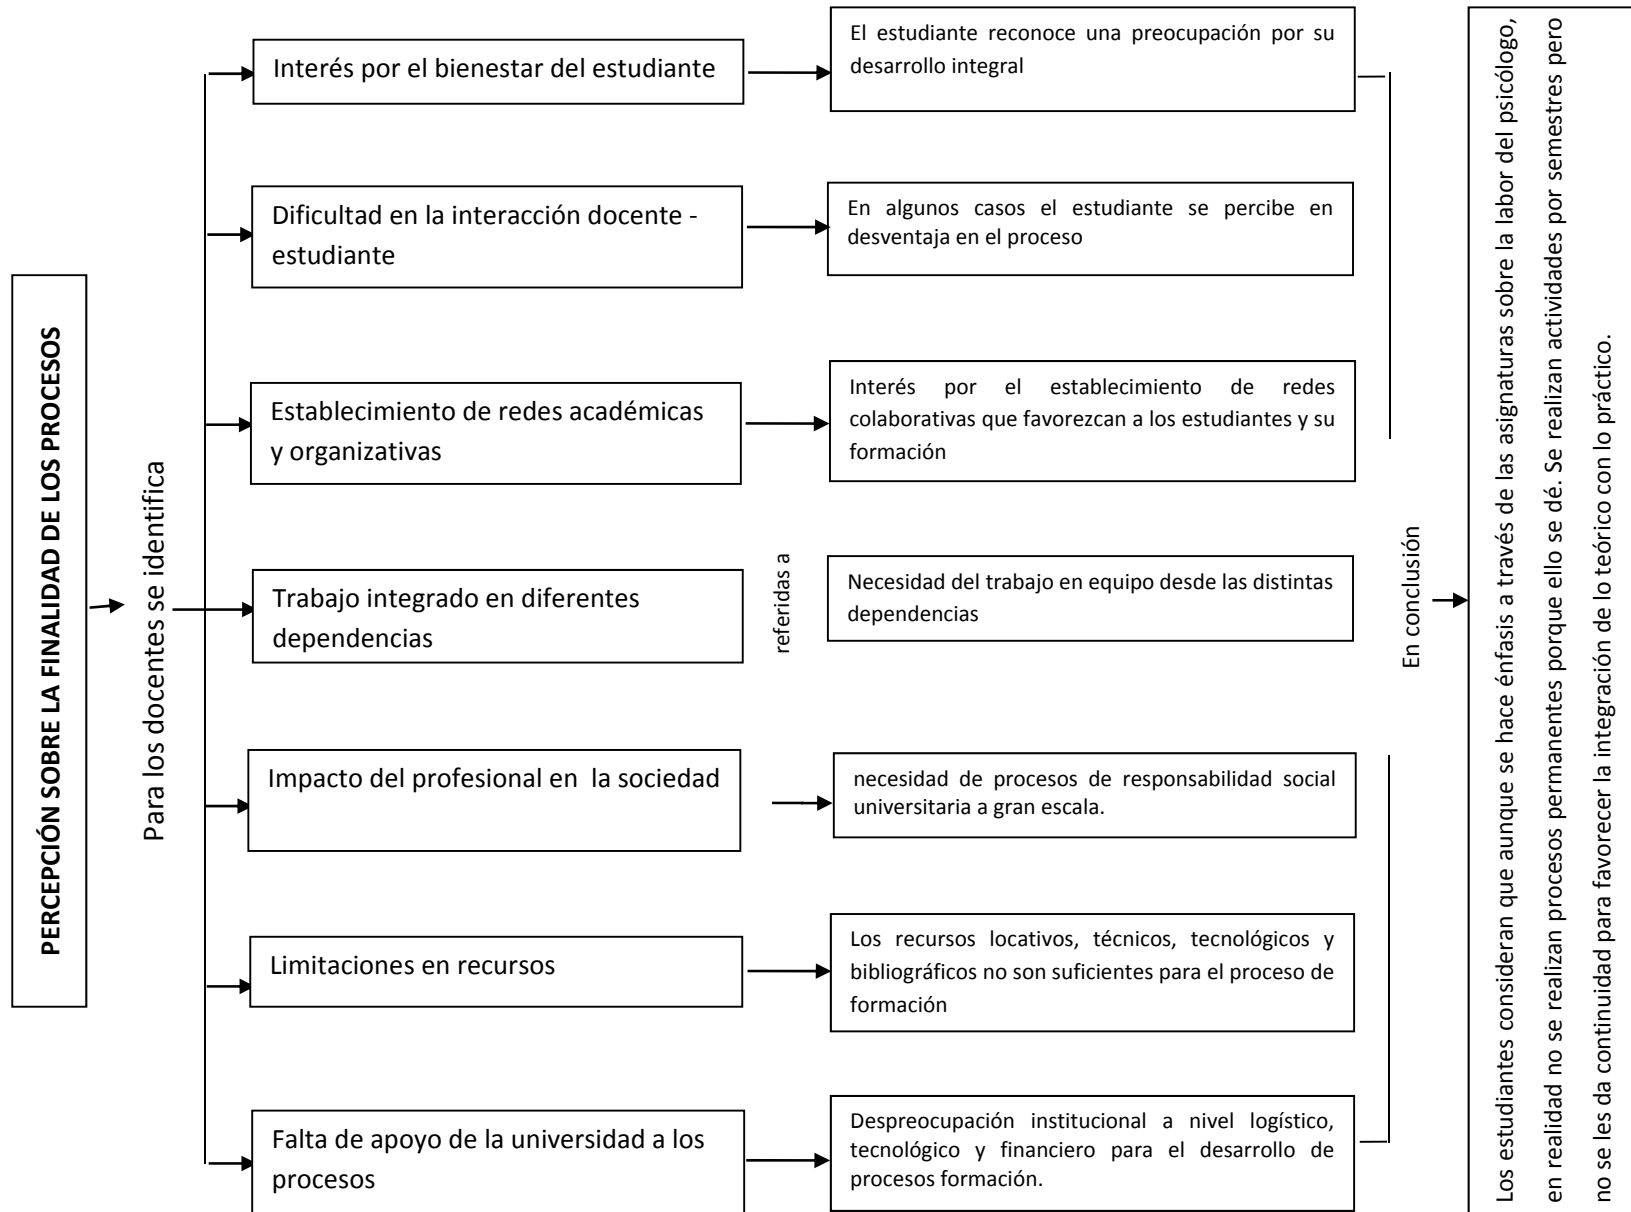 PERCEPCIÓN SOBRE LA FINALIDAD DE LOS PROCESOS
Para los docentes se identifica
Interés por el bienestar del estudiante
El estudiante reconoce una preocupación por su
desarrollo integral
Dificultad en la interacción docente -
estudiante
En algunos casos el estudiante se percibe en
desventaja en el proceso
Establecimiento de redes académicas
y organizativas
Interés por el establecimiento de redes
colaborativas que favorezcan a los estudiantes y su
formación
Trabajo integrado en diferentes
dependencias
referidas a
Necesidad del trabajo en equipo desde las distintas
dependencias
Impacto del profesional en la sociedad
necesidad de procesos de responsabilidad social
universitaria a gran escala.
Limitaciones en recursos
Los recursos locativos, técnicos, tecnológicos y
bibliográficos no son suficientes para el proceso de
formación
Falta de apoyo de la universidad a los
procesos
Despreocupación institucional a nivel logístico,
tecnológico y financiero para el desarrollo de
procesos formación.
En conclusión
Los estudiantes consideran que aunque se hace énfasis a través de las asignaturas sobre la labor del psicólogo,
en realidad no se realizan procesos permanentes porque ello se dé. Se realizan actividades por semestres pero
no se les da continuidad para favorecer la integración de lo teórico con lo práctico.